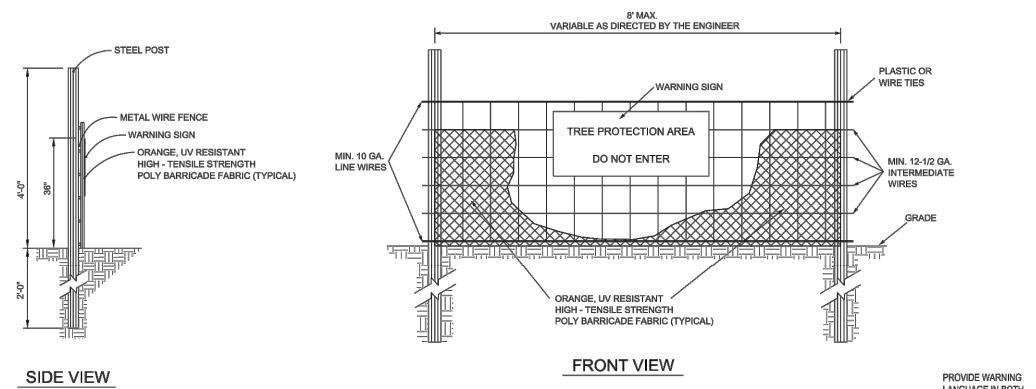 STEEL POST
METAL WIRE FENCE
WARNING SIGN
ORANGE, UV RESISTANT
HIGH - TENSILE STRENGTH
POLY BARRICADE FABRIC (TYPICAL)
4'-0"
36"
2'-0"
SIDE VIEW
8' MAX.
VARIABLE AS DIRECTED BY THE ENGINEER
PLASTIC OR
WIRE TIES
WARNING SIGN
TREE PROTECTION AREA
DO NOT ENTER
MIN. 10 GA.
LINE WIRES
MIN. 12-1/2 GA.
INTERMEDIATE
WIRES
GRADE
ORANGE, UV RESISTANT
HIGH - TENSILE STRENGTH
POLY BARRICADE FABRIC (TYPICAL)
FRONT VIEW
PROVIDE WARNING
LANGUAGE IN BOTH